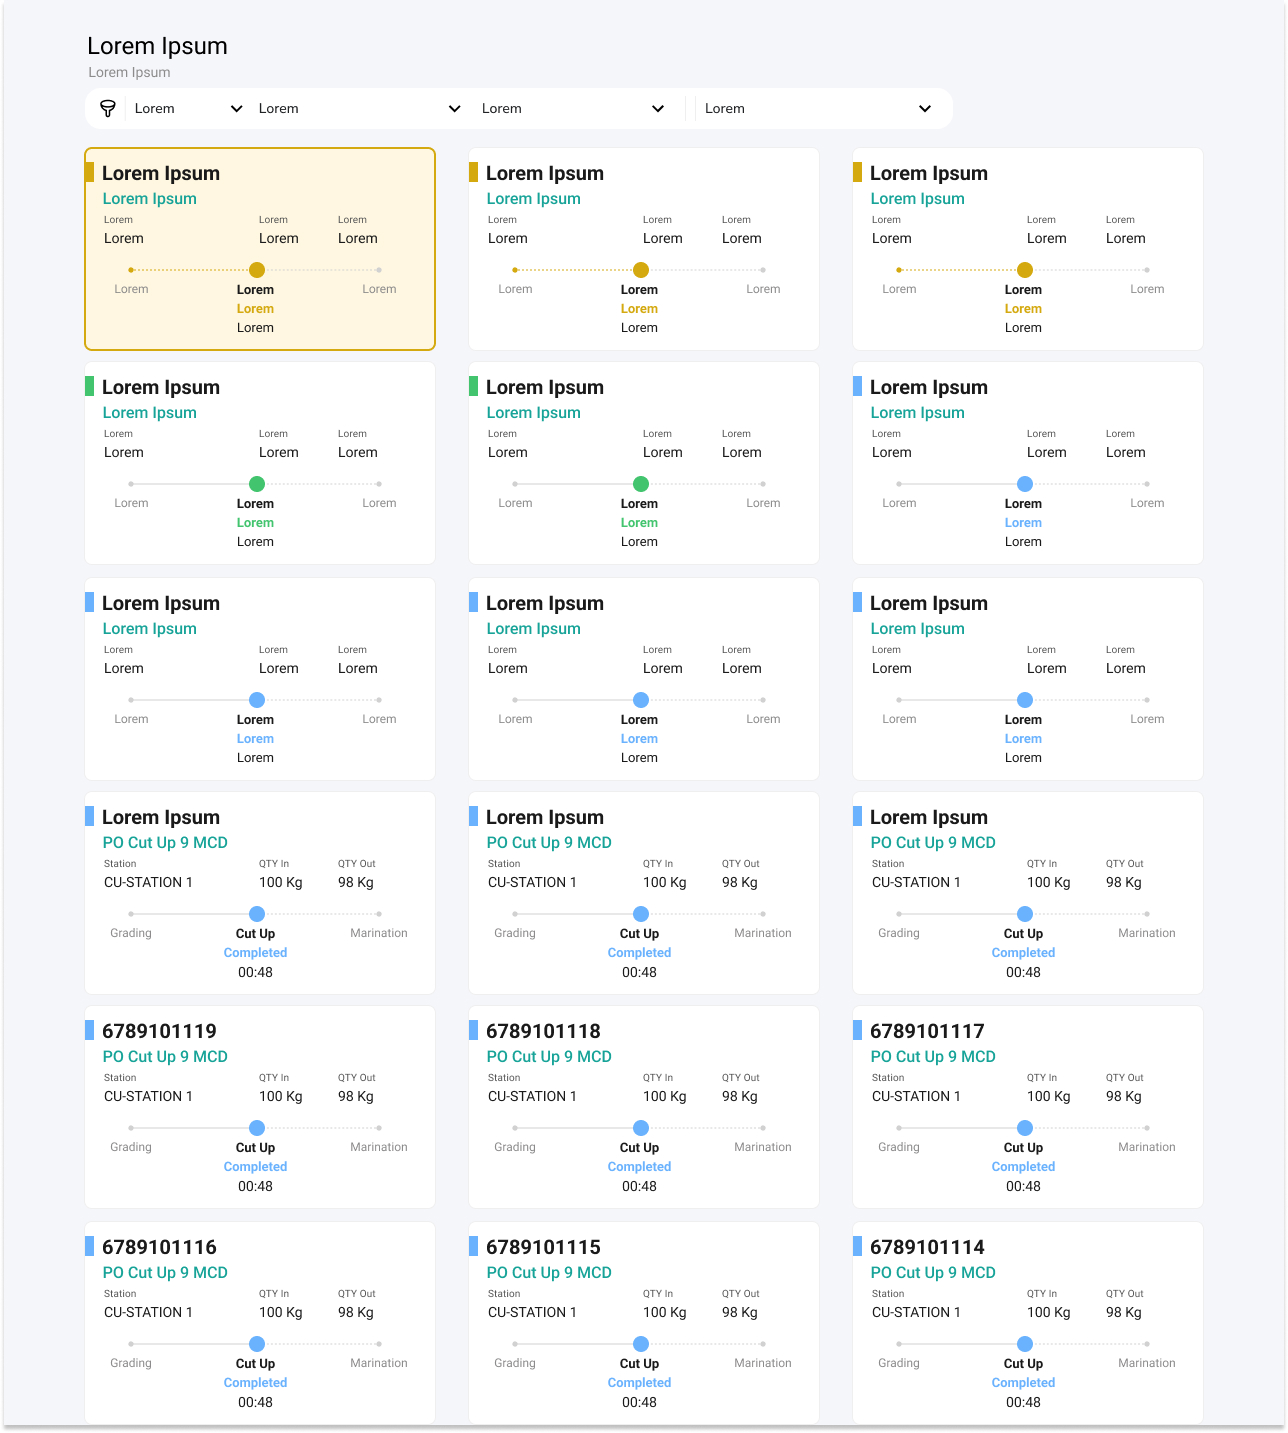 Lorem Ipsum
Lorem Ipsum
Lorem Lorem Lorem Lorem
Lorem Ipsum Lorem Ipsum Lorem Ipsum
Lorem Ipsum Lorem Ipsum Lorem Ipsum
Lorem Lorem Lorem Lorem Lorem Lorem Lorem Lorem Lorem
Lorem Lorem Lorem Lorem Lorem Lorem Lorem Lorem Lorem
Lorem Lorem Lorem Lorem Lorem Lorem Lorem Lorem Lorem
Lorem Lorem Lorem
Lorem Lorem Lorem
Lorem Ipsum Lorem Ipsum Lorem Ipsum
Lorem Ipsum Lorem Ipsum Lorem Ipsum
Lorem Lorem Lorem Lorem Lorem Lorem Lorem Lorem Lorem
Lorem Lorem Lorem Lorem Lorem Lorem Lorem Lorem Lorem
Lorem Lorem Lorem Lorem Lorem Lorem Lorem Lorem Lorem
Lorem Lorem Lorem
Lorem Lorem Lorem
Lorem Ipsum Lorem Ipsum Lorem Ipsum
Lorem Ipsum Lorem Ipsum Lorem Ipsum
Lorem Lorem Lorem Lorem Lorem Lorem Lorem Lorem Lorem
Lorem Lorem Lorem Lorem Lorem Lorem Lorem Lorem Lorem
Lorem Lorem Lorem Lorem Lorem Lorem Lorem Lorem Lorem
Lorem Lorem Lorem
Lorem Lorem Lorem
Lorem Ipsum Lorem Ipsum Lorem Ipsum
PO Cut Up 9 MCD PO Cut Up 9 MCD PO Cut Up 9 MCD
Station QTY In QTY Out Station QTY In QTY Out Station QTY In QTY Out
CU-STATION 1 100 Kg 98 Kg CU-STATION 1 100 Kg 98 Kg CU-STATION 1 100 Kg 98 Kg
Grading Cut Up Marination Grading Cut Up Marination Grading Cut Up Marination
Completed Completed Completed
00:48 00:48 00:48
6789101119 6789101118 6789101117
PO Cut Up 9 MCD PO Cut Up 9 MCD PO Cut Up 9 MCD
Station QTY In QTY Out Station QTY In QTY Out Station QTY In QTY Out
CU-STATION 1 100 Kg 98 Kg CU-STATION 1 100 Kg 98 Kg CU-STATION 1 100 Kg 98 Kg
Grading Cut Up Marination Grading Cut Up Marination Grading Cut Up Marination
Completed Completed Completed
00:48 00:48 00:48
6789101116 6789101115 6789101114
PO Cut Up 9 MCD PO Cut Up 9 MCD PO Cut Up 9 MCD
Station QTY In QTY Out Station QTY In QTY Out Station QTY In QTY Out
CU-STATION 1 100 Kg 98 Kg CU-STATION 1 100 Kg 98 Kg CU-STATION 1 100 Kg 98 Kg
Grading Cut Up Marination Grading Cut Up Marination Grading Cut Up Marination
Completed Completed Completed
00:48 00:48 00:48